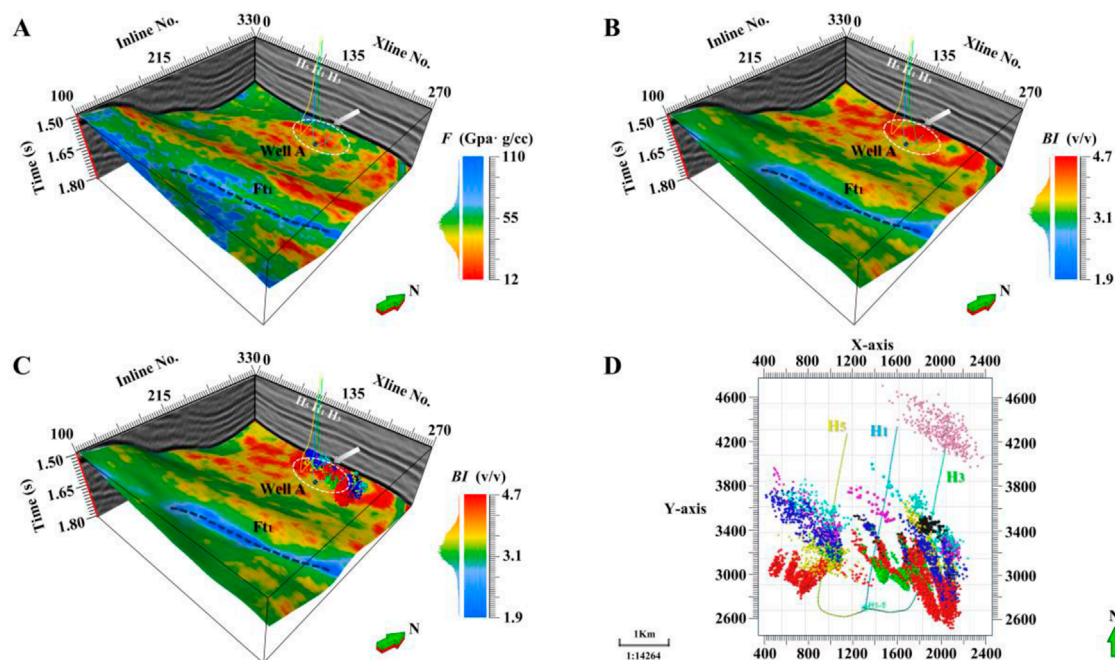 A
Inline No.
330
0
Xline No.
215
135
100
H5 H1 H3
270
1.50
1.65
1.80
Time (s)
Well A
Ft1
F (Gpa· g/cc)
110
55
12
N
B
Inline No.
330
0
Xline No.
215
135
100
H5 H1 H3
270
1.50
1.65
1.80
Time (s)
Well A
Ft1
BI (v/v)
4.7
3.1
1.9
N
C
Inline No.
330
0
Xline No.
215
135
100
H5 H1 H3
270
1.50
1.65
1.80
Time (s)
Well A
Ft1
BI (v/v)
4.7
3.1
1.9
N
D
X-axis
400 800 1200 1600 2000 2400
4600 4600
H5 H1
4200 4200
H3
3800 3800
Y-axis
3400 3400
3000 3000
2600 2600
400 800 1200 1600 2000 2400
1Km
1:14264
N